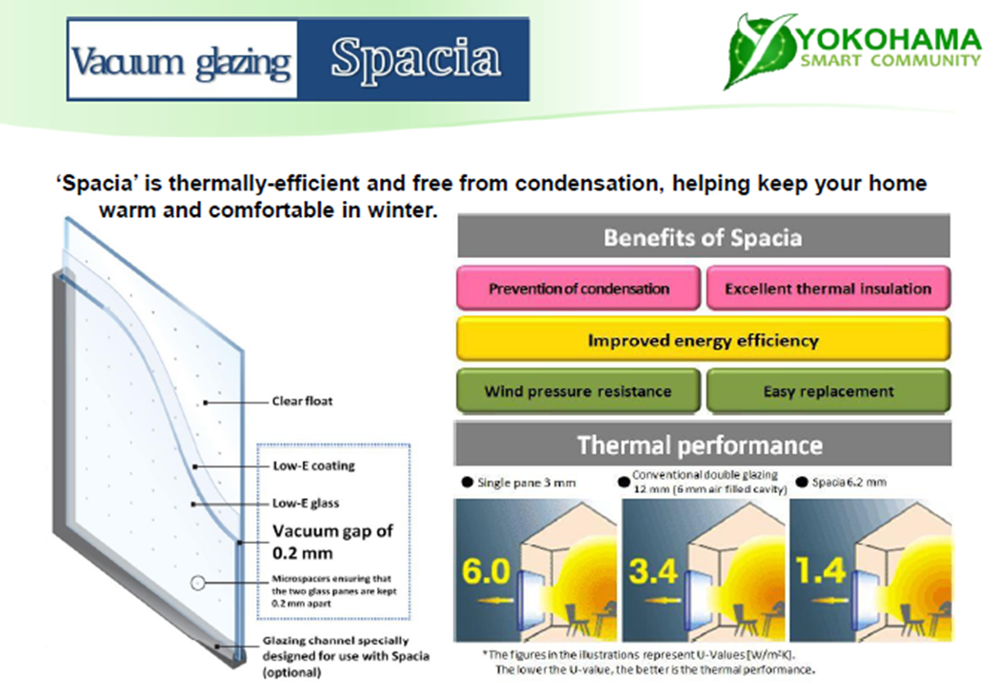 Vacuum glazing Spacia
YOKOHAMA
SMART COMMUNITY
‘Spacia’ is thermally-efficient and free from condensation, helping keep your home
warm and comfortable in winter.
Clear float
Low-E coating
Low-E glass
Vacuum gap of
0.2 mm
Microspacers ensuring that
the two glass panes are kept
0.2 mm apart
Glazing channel specially
designed for use with Spacia
(optional)
Benefits of Spacia
Prevention of condensation
Excellent thermal insulation
Improved energy efficiency
Wind pressure resistance
Easy replacement
Thermal performance
● Single pane 3 mm
● Conventional double glazing
12 mm [6 mm air filled cavity)
● Spacia 6.2 mm
6.0
3.4
1.4
*The figures in the illustrations represent U-Values [W/m²K].
The lower the U-value, the better is the thermal performance.